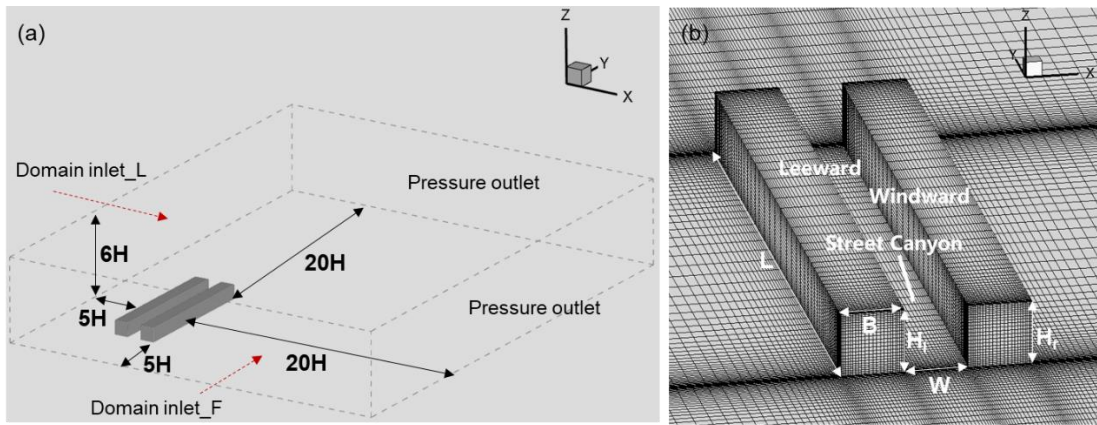 (a)
Z
Y
X
Domain inlet_L
Pressure outlet
6H
20H
5H
Pressure outlet
5H
20H
Domain inlet_F
(b)
Z
Y
X
Leeward
Windward
Street Canyon
L
B
Hl
Hr
W